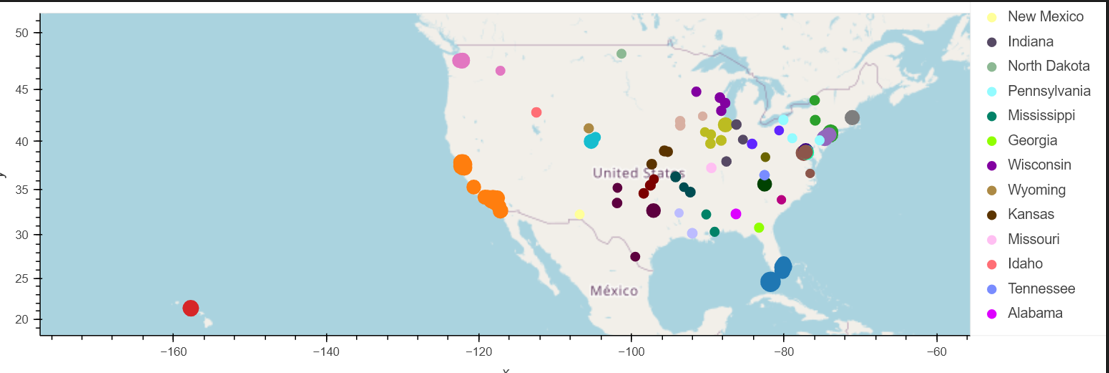 50
45
40
35
30
25
20
−160
−140
−120
−100
−80
−60
United States
México
New Mexico
Indiana
North Dakota
Pennsylvania
Mississippi
Georgia
Wisconsin
Wyoming
Kansas
Missouri
Idaho
Tennessee
Alabama